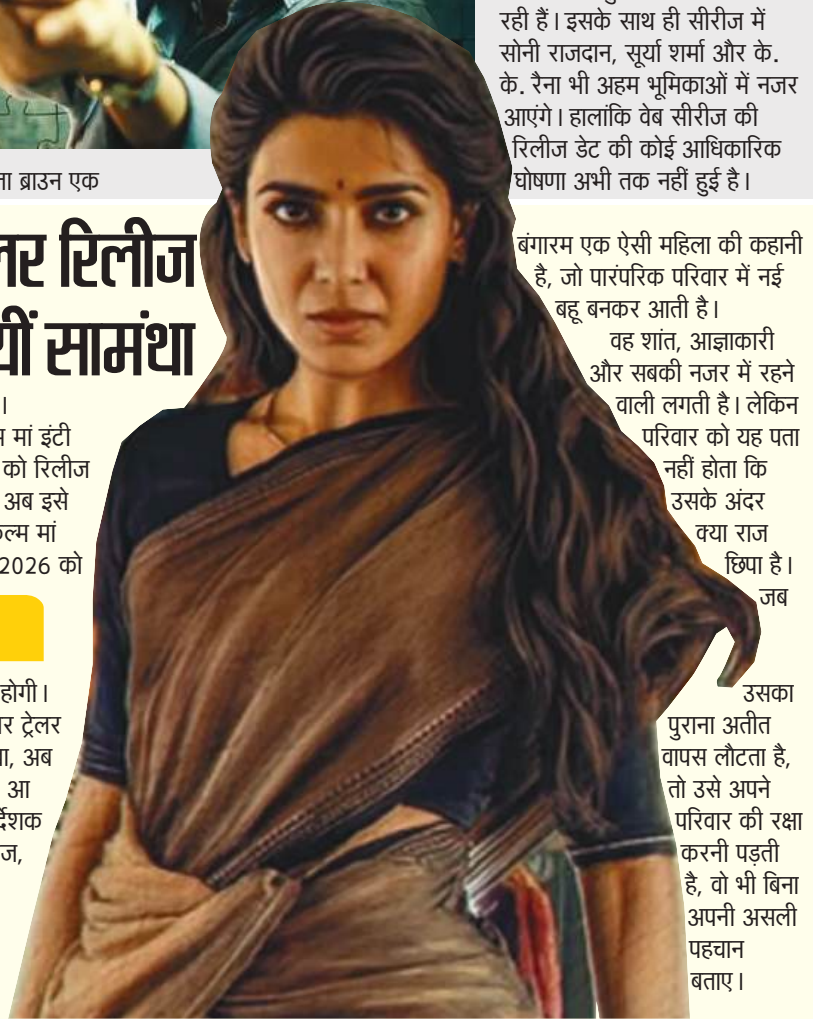 रही हैं। इसके साथ ही सीरीज में
सोनी राजदान, सूर्या शर्मा और के.
के. रैना भी अहम भूमिकाओं में नजर
आएंगे। हालांकि वेब सीरीज की
रिलीज डेट की कोई आधिकारिक
घोषणा अभी तक नहीं हुई है।
ब्राउन एक
रिलीज
सामंथा
।
मां इंटी
को रिलीज
अब इसे
मां
2026 को
होगी।
ट्रेलर
अब
आ
बंगारम एक ऐसी महिला की कहानी
है, जो पारंपरिक परिवार में नई
बहू बनकर आती है।
वह शांत, आज्ञाकारी
और सबकी नजर में रहने
वाली लगती है। लेकिन
परिवार को यह पता
नहीं होता कि
उसके अंदर
क्या राज
छिपा है।
जब
उसका
पुराना अतीत
वापस लौटता है,
तो उसे अपने
परिवार की रक्षा
करनी पड़ती
है, वो भी बिना
अपनी असली
पहचान
बताए।